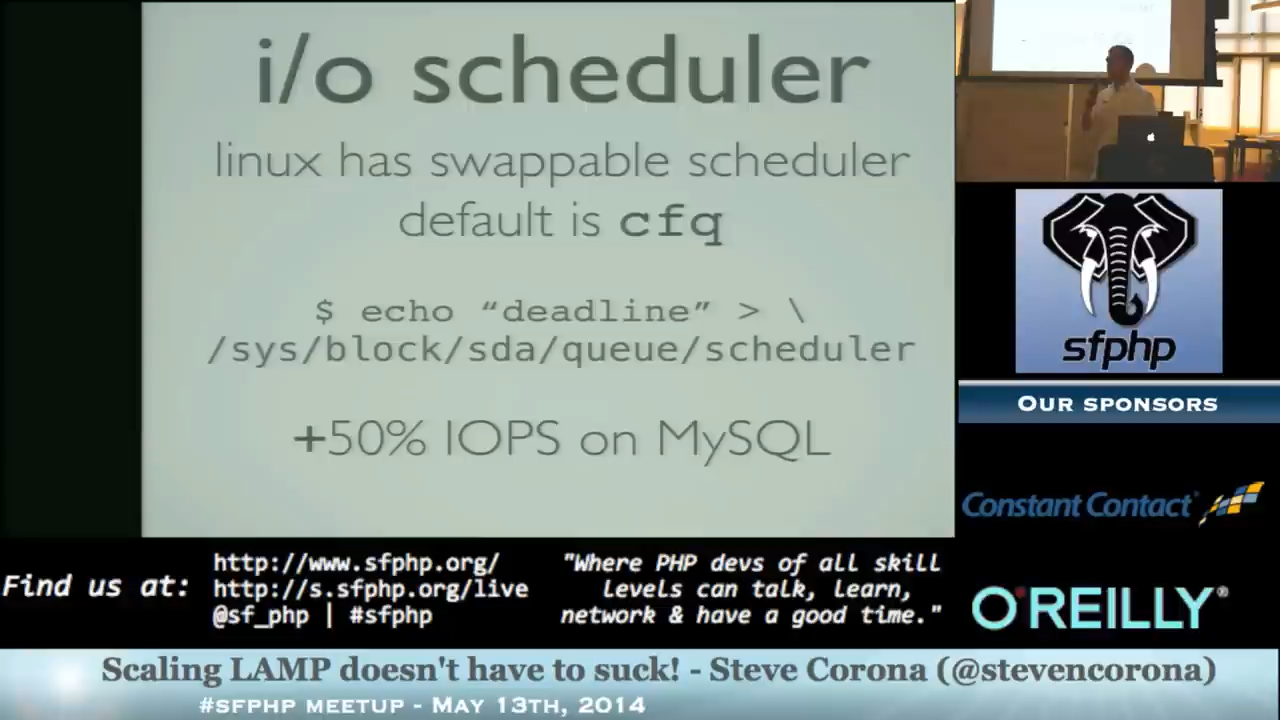 i/o scheduler
linux has swappable scheduler
default is cfq
$ echo “deadline” > \
/sys/block/sda/queue/scheduler
+50% IOPS on MySQL
sfphp
OUR SPONSORS
Constant Contact®
O'REILLY®
Find us at:
http://www.sfphp.org/
http://s.sfphp.org/live
@sf_php | #sfphp
"Where PHP devs of all skill
Levels can talk, learn,
network & have a good time."
Scaling LAMP doesn't have to suck! - Steve Corona (@stevencorona)
#SFPHP MEETUP - MAY 13TH, 2014